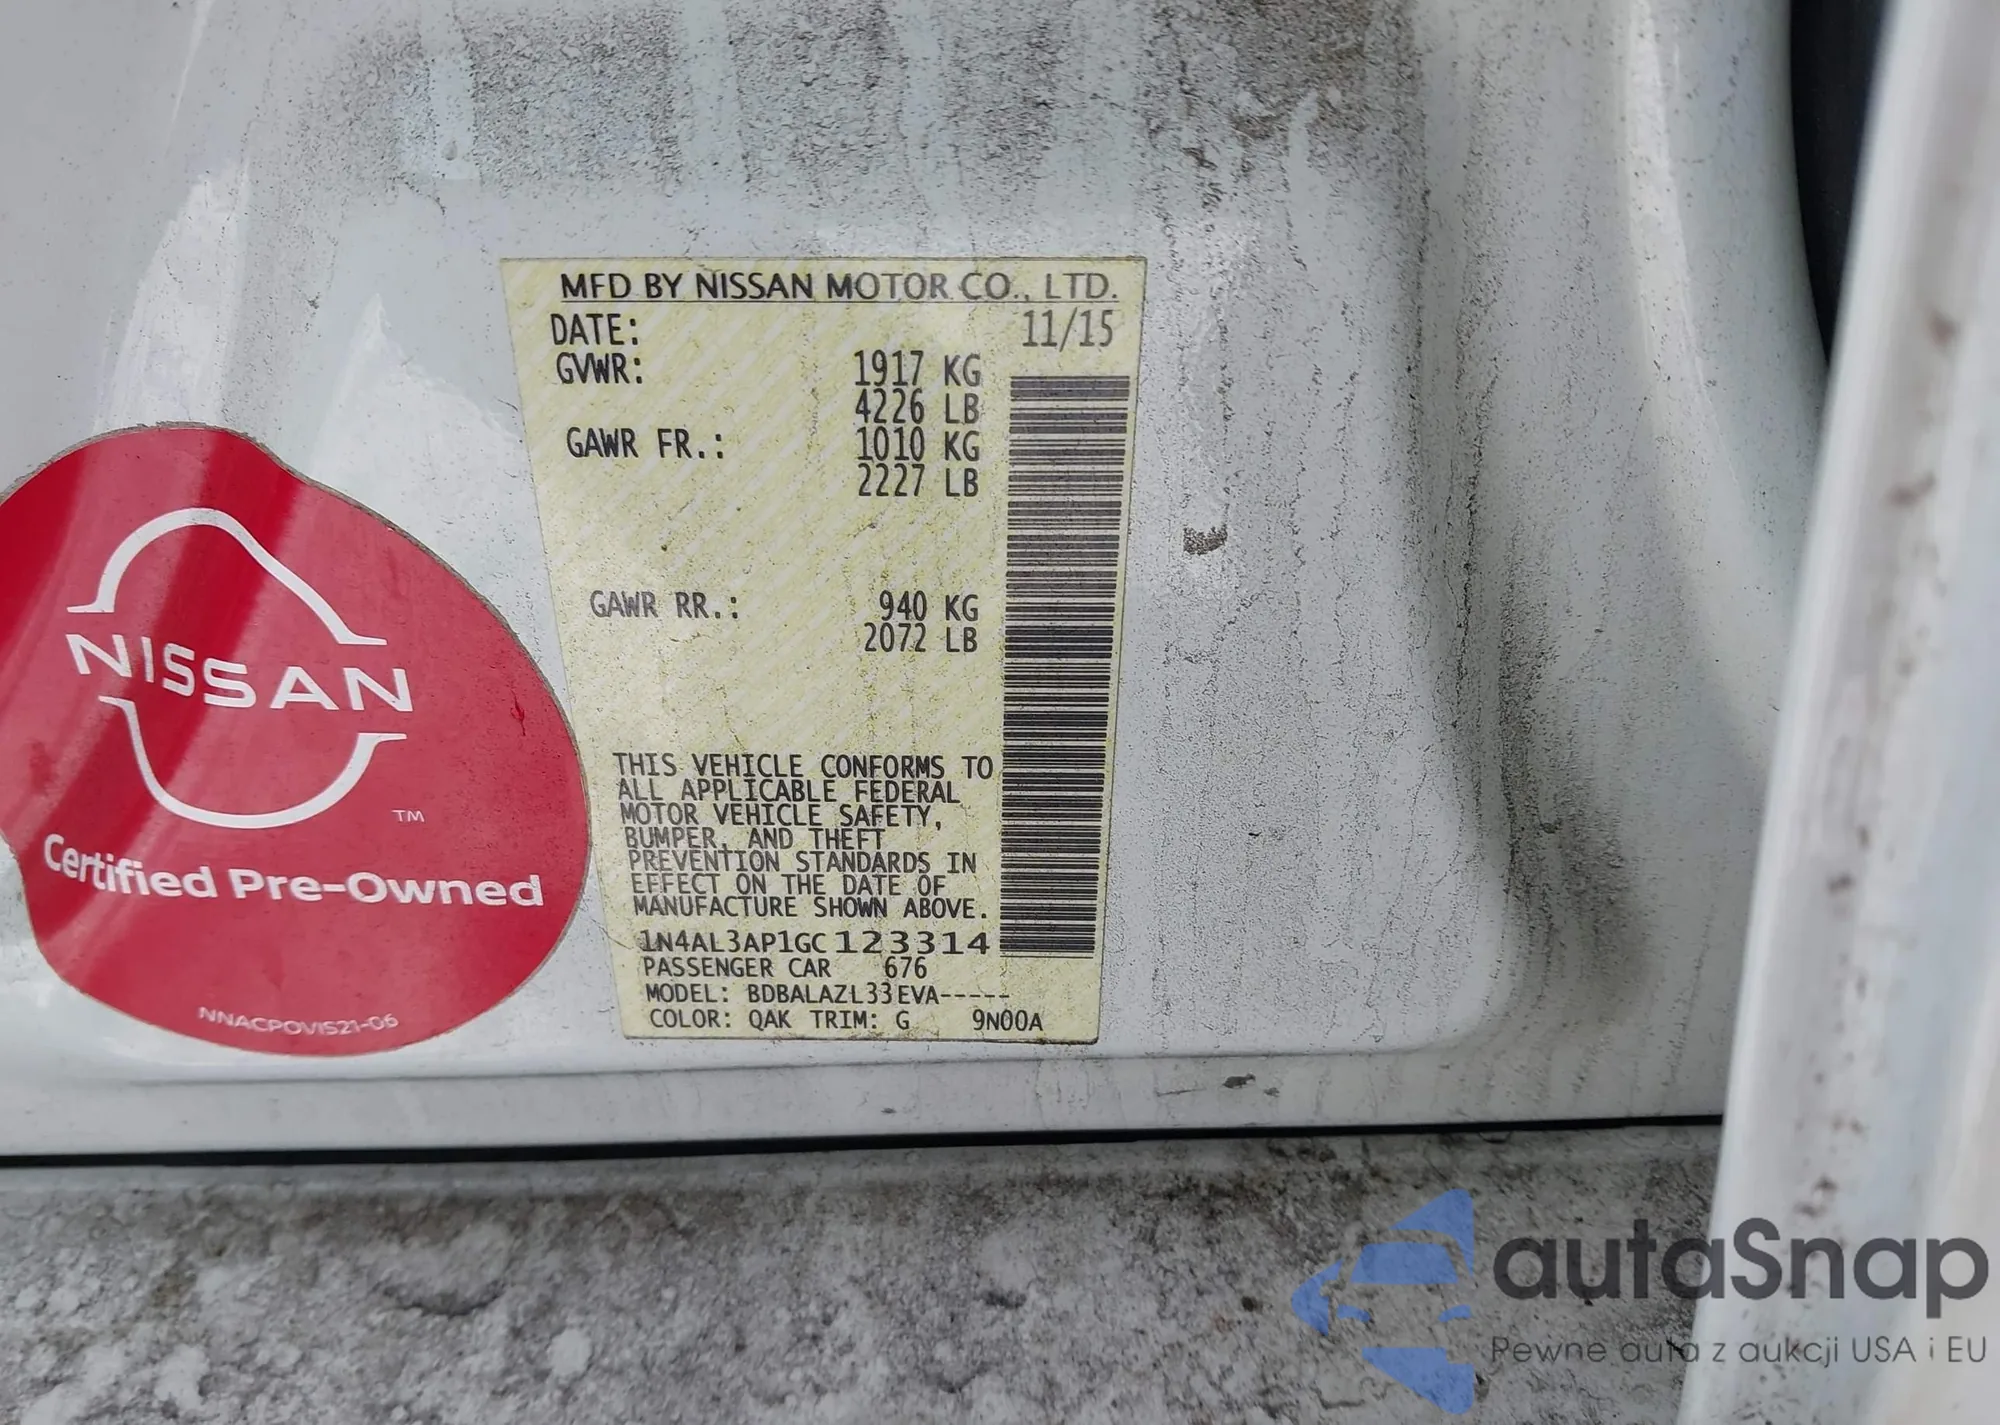 MFD BY NISSAN MOTOR CO., LTD.
DATE: 11/15
GVWR: 1917 KG
4226 LB
GAWR FR.: 1010 KG
2227 LB
GAWR RR.: 940 KG
2072 LB
THIS VEHICLE CONFORMS TO
ALL APPLICABLE FEDERAL
MOTOR VEHICLE SAFETY,
BUMPER, AND THEFT
PREVENTION STANDARDS IN
EFFECT ON THE DATE OF
MANUFACTURE SHOWN ABOVE.
1N4AL3AP1GC123314
PASSENGER CAR 676
MODEL: BDBALAZL33EVA-----
COLOR: QAK TRIM: G 9N00A
NISSAN
TM
Certified Pre-Owned
NNACPOVIS21-06
autaSnap
Pewne auta z aukcji USA i EU